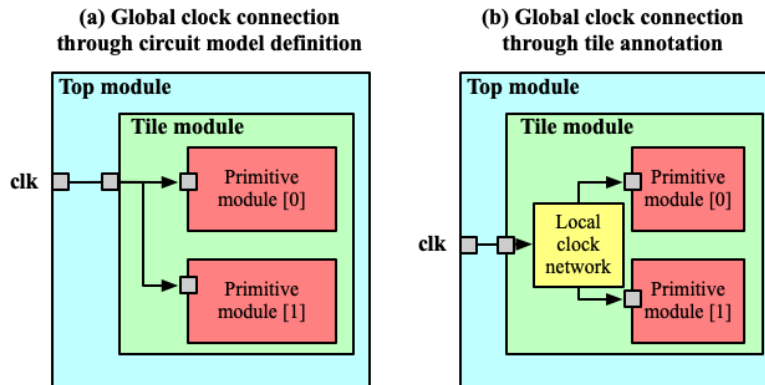 (a) Global clock connection
through circuit model definition
Top module
Tile module
clk
Primitive
module [0]
Primitive
module [1]
(b) Global clock connection
through tile annotation
Top module
Tile module
Primitive
module [0]
clk
Local
clock
network
Primitive
module [1]